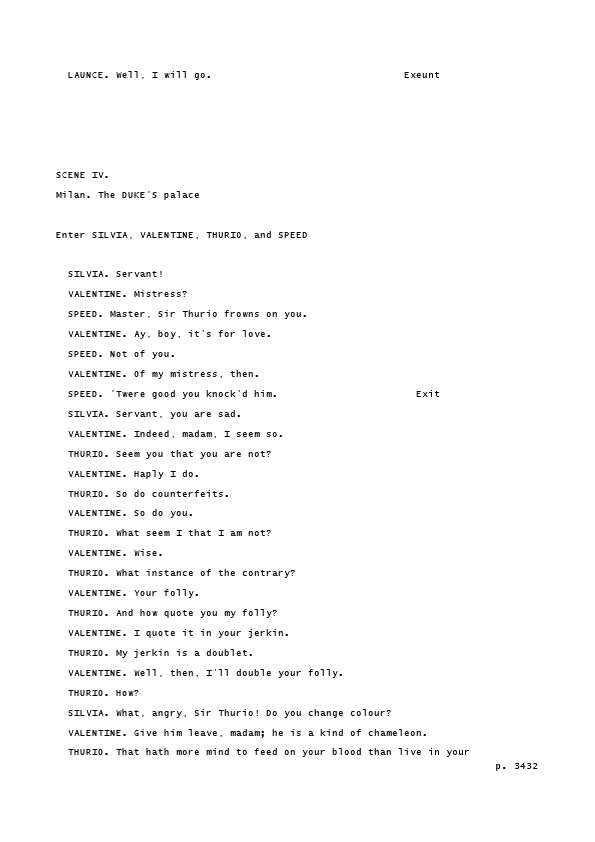 LAUNCE. Well, I will go. Exeunt
SCENE IV.
Milan. The DUKE'S palace
Enter SILVIA, VALENTINE, THURIO, and SPEED
SILVIA. Servant!
VALENTINE. Mistress?
SPEED. Master, Sir Thurio frowns on you.
VALENTINE. Ay, boy, it's for love.
SPEED. Not of you.
VALENTINE. Of my mistress, then.
SPEED. 'Twere good you knock'd him. Exit
SILVIA. Servant, you are sad.
VALENTINE. Indeed, madam, I seem so.
THURIO. Seem you that you are not?
VALENTINE. Haply I do.
THURIO. So do counterfeits.
VALENTINE. So do you.
THURIO. What seem I that I am not?
VALENTINE. Wise.
THURIO. What instance of the contrary?
VALENTINE. Your folly.
THURIO. And how quote you my folly?
VALENTINE. I quote it in your jerkin.
THURIO. My jerkin is a doublet.
VALENTINE. Well, then, I'll double your folly.
THURIO. How?
SILVIA. What, angry, Sir Thurio! Do you change colour?
VALENTINE. Give him leave, madam; he is a kind of chameleon.
THURIO. That hath more mind to feed on your blood than live in your
p. 3432